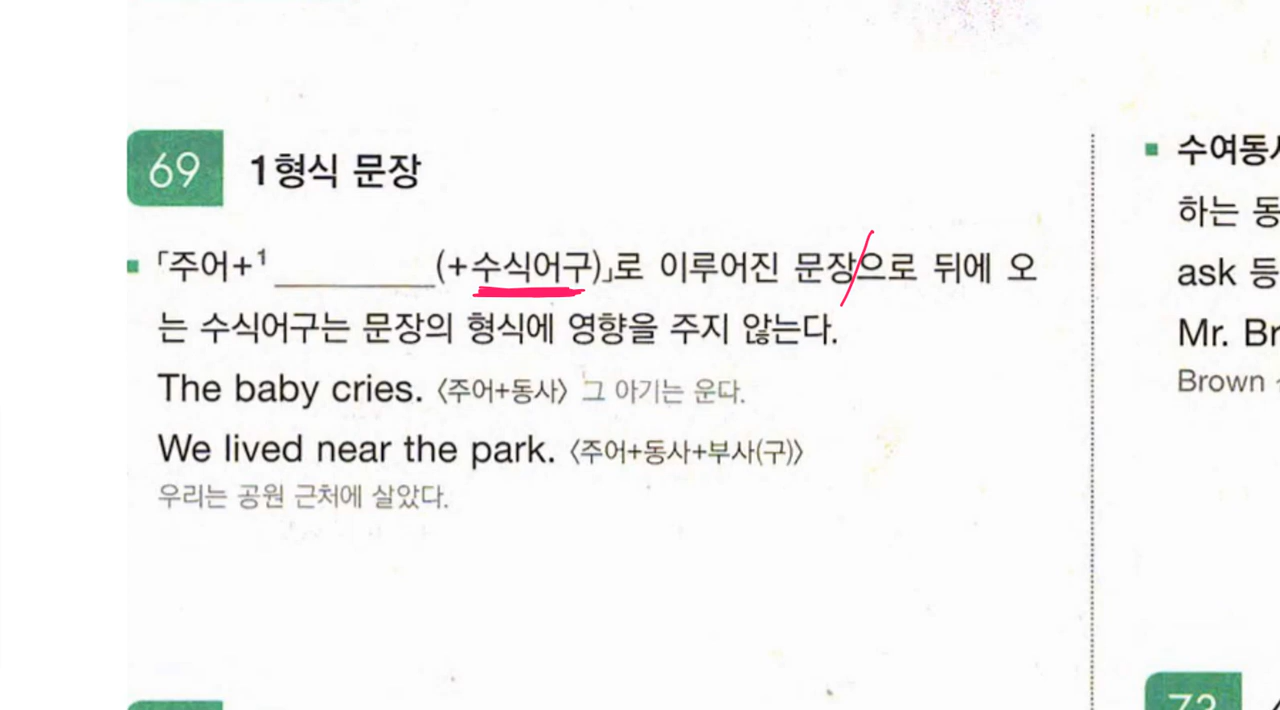 69 1형식 문장
「주어+¹ ________(+수식어구)」로 이루어진 문장으로 뒤에 오
는 수식어구는 문장의 형식에 영향을 주지 않는다.
The baby cries. 〈주어+동사〉 그 아기는 운다.
We lived near the park. 〈주어+동사+부사(구)〉
우리는 공원 근처에 살았다.
수여동사
하는 동
ask 등
Mr. Br
Brown
73